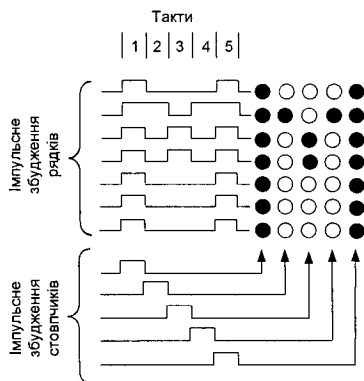 Такти
1 2 3 4 5
Імпульсне
збудження
рядків
Імпульсне
збудження
стовпчиків